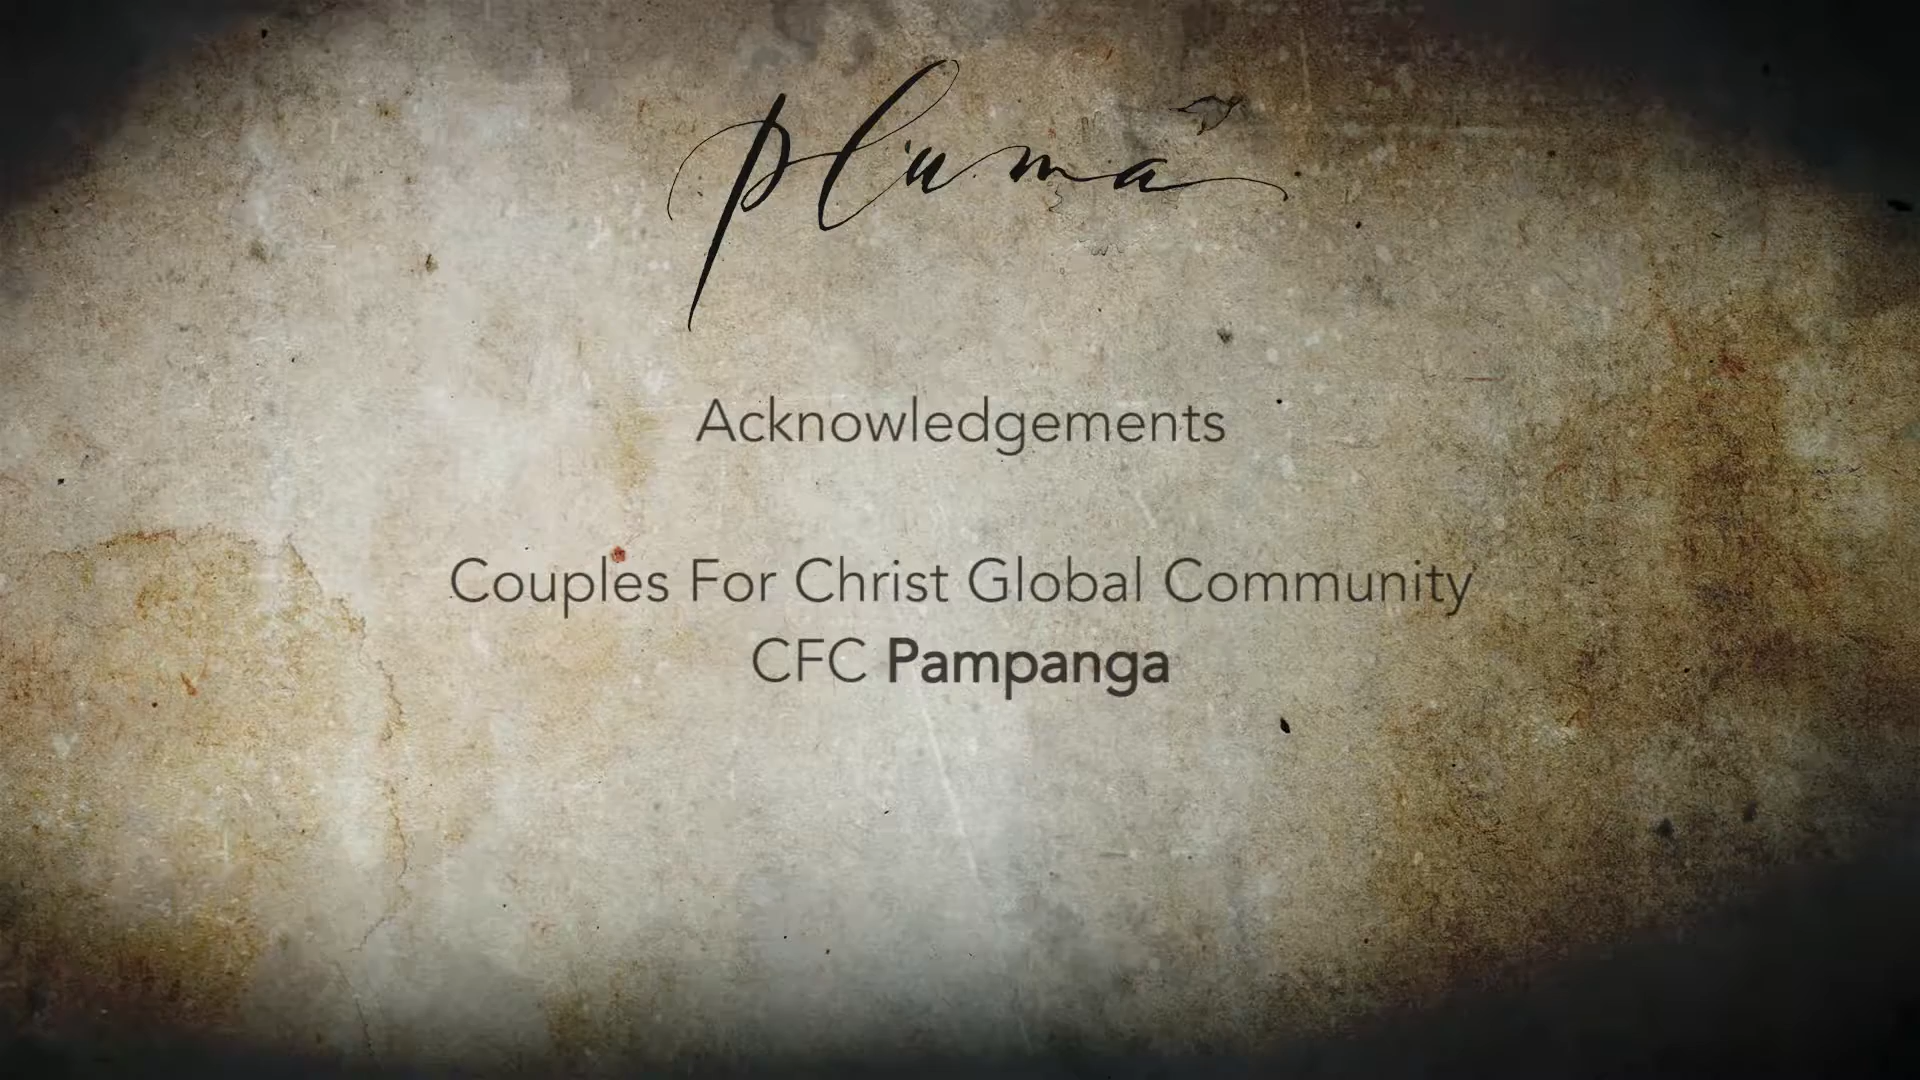 pluma
Acknowledgements
Couples For Christ Global Community
CFC Pampanga